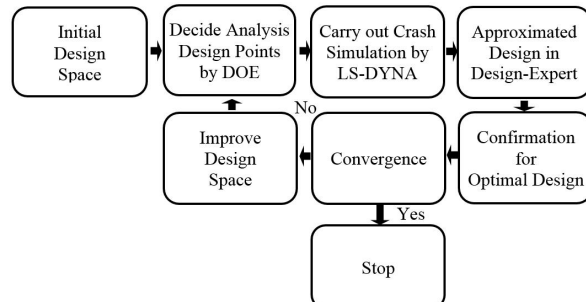 Initial
Design
Space
Decide Analysis
Design Points
by DOE
Carry out Crash
Simulation by
LS-DYNA
Approximated
Design in
Design-Expert
No
Improve
Design
Space
Convergence
Confirmation
for
Optimal Design
Yes
Stop